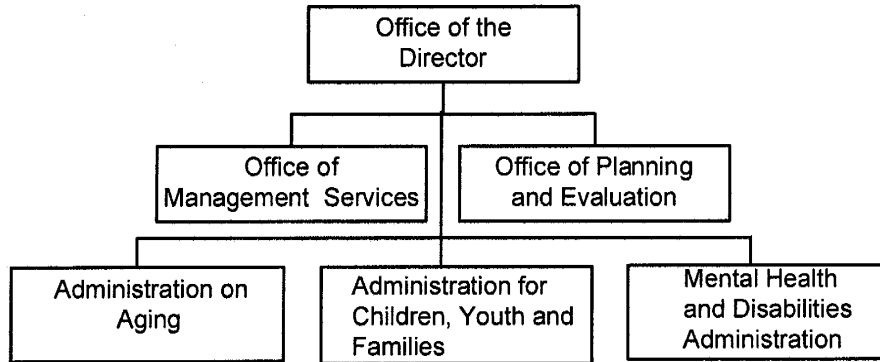 Office of the
Director
Office of
Management Services
Office of Planning
and Evaluation
Administration on
Aging
Administration for
Children, Youth and
Families
Mental Health
and Disabilities
Administration